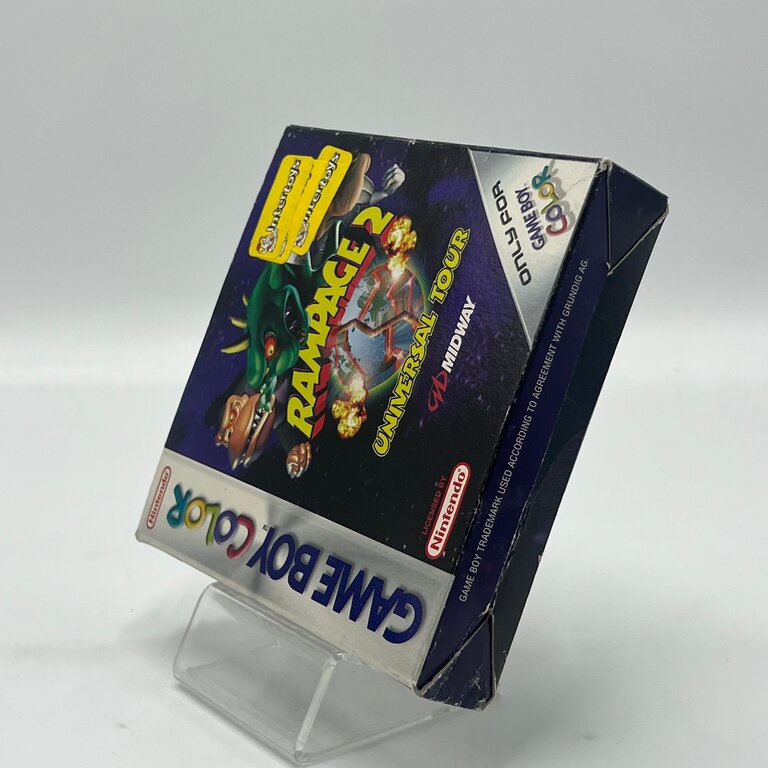 Intertoys
Intertoys
RAMPAGE 2
UNIVERSAL TOUR
MIDWAY
ONLY FOR
GAME BOY
COLOR
LICENSED BY
Nintendo
Nintendo
GAME BOY COLOR
TM
GAME BOY TRADEMARK USED ACCORDING TO AGREEMENT WITH GRUNDIG AG.